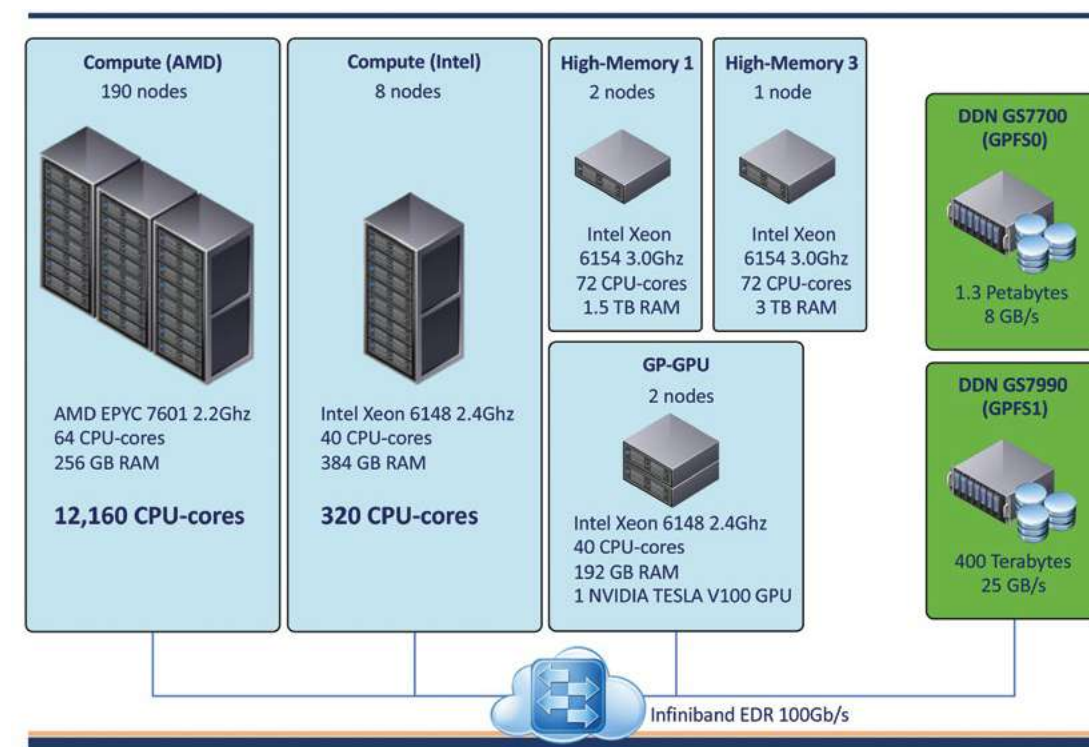 Compute (AMD)
190 nodes
AMD EPYC 7601 2.2Ghz
64 CPU-cores
256 GB RAM
12,160 CPU-cores
Compute (Intel)
8 nodes
Intel Xeon 6148 2.4Ghz
40 CPU-cores
384 GB RAM
320 CPU-cores
High-Memory 1
2 nodes
Intel Xeon
6154 3.0Ghz
72 CPU-cores
1.5 TB RAM
High-Memory 3
1 node
Intel Xeon
6154 3.0Ghz
72 CPU-cores
3 TB RAM
GP-GPU
2 nodes
Intel Xeon 6148 2.4Ghz
40 CPU-cores
192 GB RAM
1 NVIDIA TESLA V100 GPU
DDN GS7700
(GPFS0)
1.3 Petabytes
8 GB/s
DDN GS7990
(GPFS1)
400 Terabytes
25 GB/s
Infiniband EDR 100Gb/s